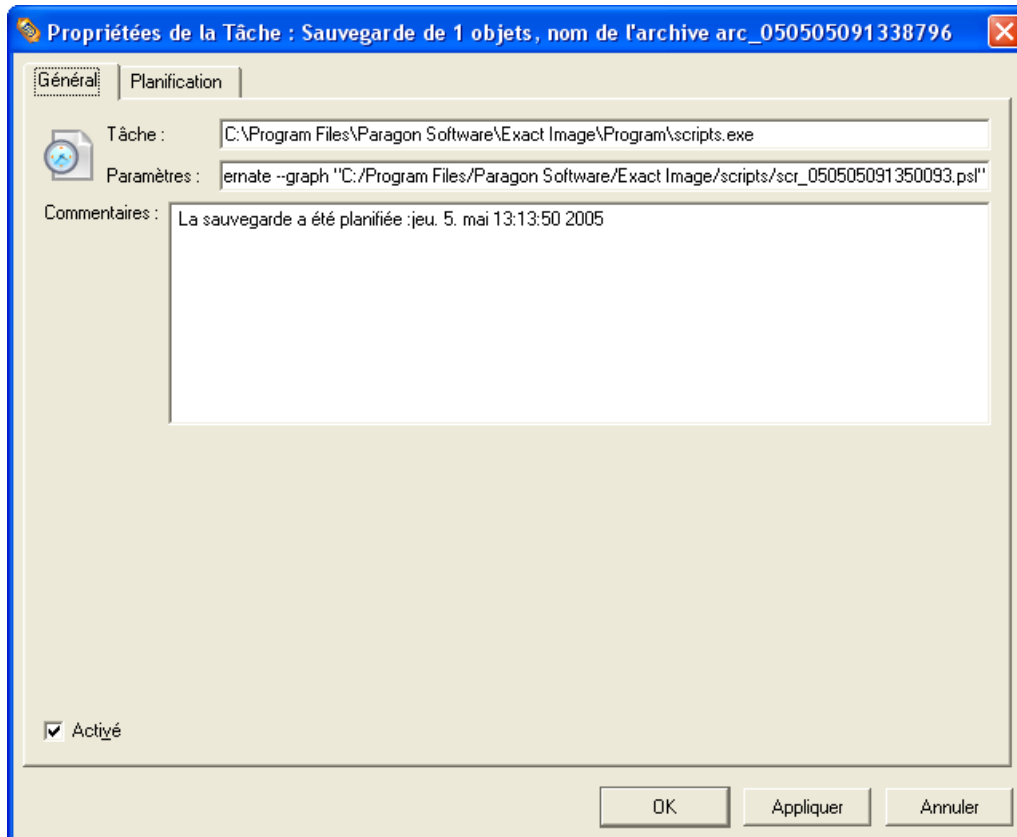 Propriétées de la Tâche : Sauvegarde de 1 objets, nom de l'archive arc_050505091338796
Général Planification
Tâche : C:\Program Files\Paragon Software\Exact Image\Program\scripts.exe
Paramètres : ernate --graph "C:/Program Files/Paragon Software/Exact Image/scripts/scr_050505091350093.psl"
Commentaires : La sauvegarde a été planifiée :jeu. 5. mai 13:13:50 2005
Activé
OK Appliquer Annuler